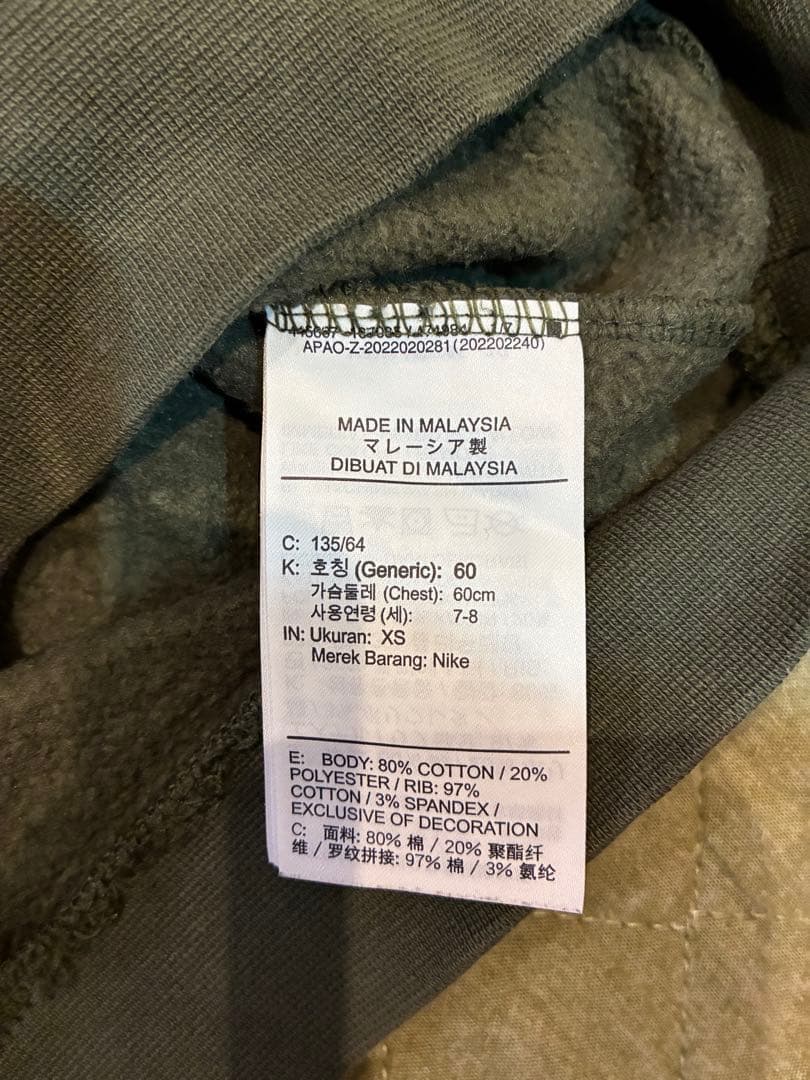 APAO-Z-2022020281(202202240)
MADE IN MALAYSIA
マレーシア製
DIBUAT DI MALAYSIA
C: 135/64
K: 호칭 (Generic): 60
가슴둘레 (Chest): 60cm
사용연령 (세): 7-8
IN: Ukuran: XS
Merek Barang: Nike
E: BODY: 80% COTTON / 20%
POLYESTER / RIB: 97%
COTTON / 3% SPANDEX /
EXCLUSIVE OF DECORATION
C: 面料: 80% 棉 / 20% 聚酯纤
维 / 罗纹拼接: 97% 棉 / 3% 氨纶